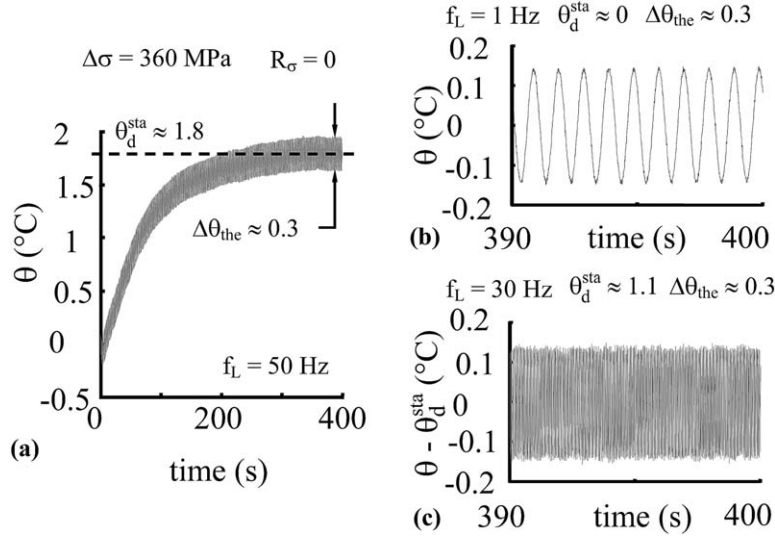 Δσ = 360 MPa R_σ = 0
θ_d^sta ≈ 1.8
2
1.5
1
0.5
0
-0.5
θ (°C)
Δθ_the ≈ 0.3
f_L = 50 Hz
0 200 400
time (s)
(a)
f_L = 1 Hz θ_d^sta ≈ 0 Δθ_the ≈ 0.3
0.2
0.1
0
-0.1
-0.2
θ (°C)
390 time (s) 400
(b)
f_L = 30 Hz θ_d^sta ≈ 1.1 Δθ_the ≈ 0.3
0.2
0.1
0
-0.1
-0.2
θ - θ_d^sta (°C)
390 time (s) 400
(c)